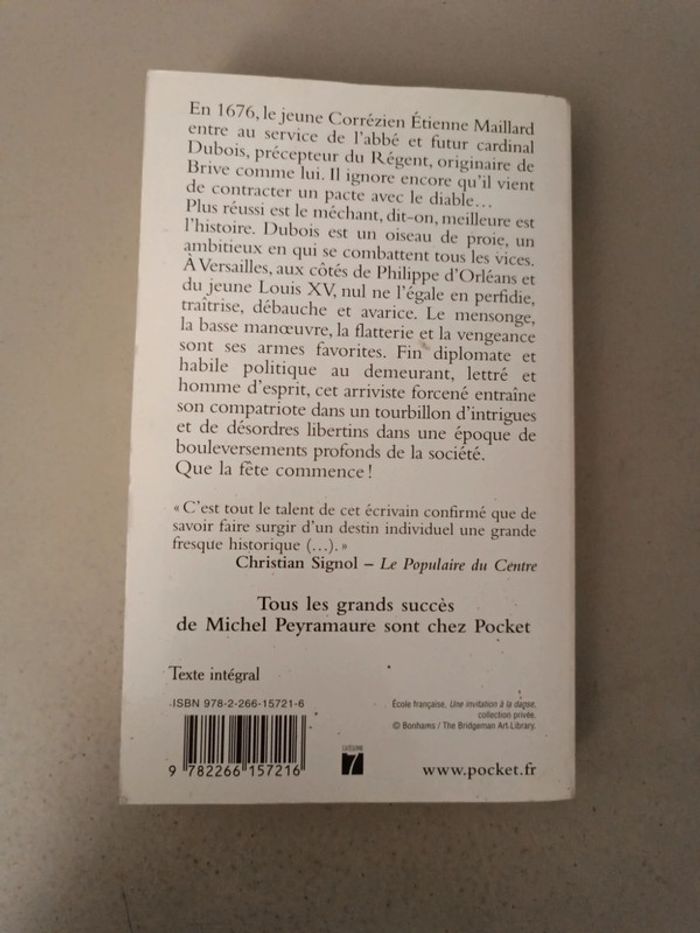 En 1676, le jeune Corrézien Étienne Maillard
entre au service de l'abbé et futur cardinal
Dubois, précepteur du Régent, originaire de
Brive comme lui. Il ignore encore qu'il vient
de contracter un pacte avec le diable...
Plus réussi est le méchant, dit-on, meilleure est
l'histoire. Dubois est un oiseau de proie, un
ambitieux en qui se combattent tous les vices.
À Versailles, aux côtés de Philippe d'Orléans et
du jeune Louis XV, nul ne l'égale en perfidie,
traîtrise, débauche et avarice. Le mensonge,
la basse manœuvre, la flatterie et la vengeance
sont ses armes favorites. Fin diplomate et
habile politique au demeurant, lettré et
homme d'esprit, cet arriviste forcené entraîne
son compatriote dans un tourbillon d'intrigues
et de désordres libertins dans une époque de
bouleversements profonds de la société.
Que la fête commence !
« C'est tout le talent de cet écrivain confirmé que de
savoir faire surgir d'un destin individuel une grande
fresque historique (...). »
Christian Signol – Le Populaire du Centre
Tous les grands succès
de Michel Peyramaure sont chez Pocket
Texte intégral
ISBN 978-2-266-15721-6
École française, Une invitation à la danse,
collection privée.
© Bonhams / The Bridgeman Art Library.
CATÉGORIE
7
9 782266 157216
www.pocket.fr